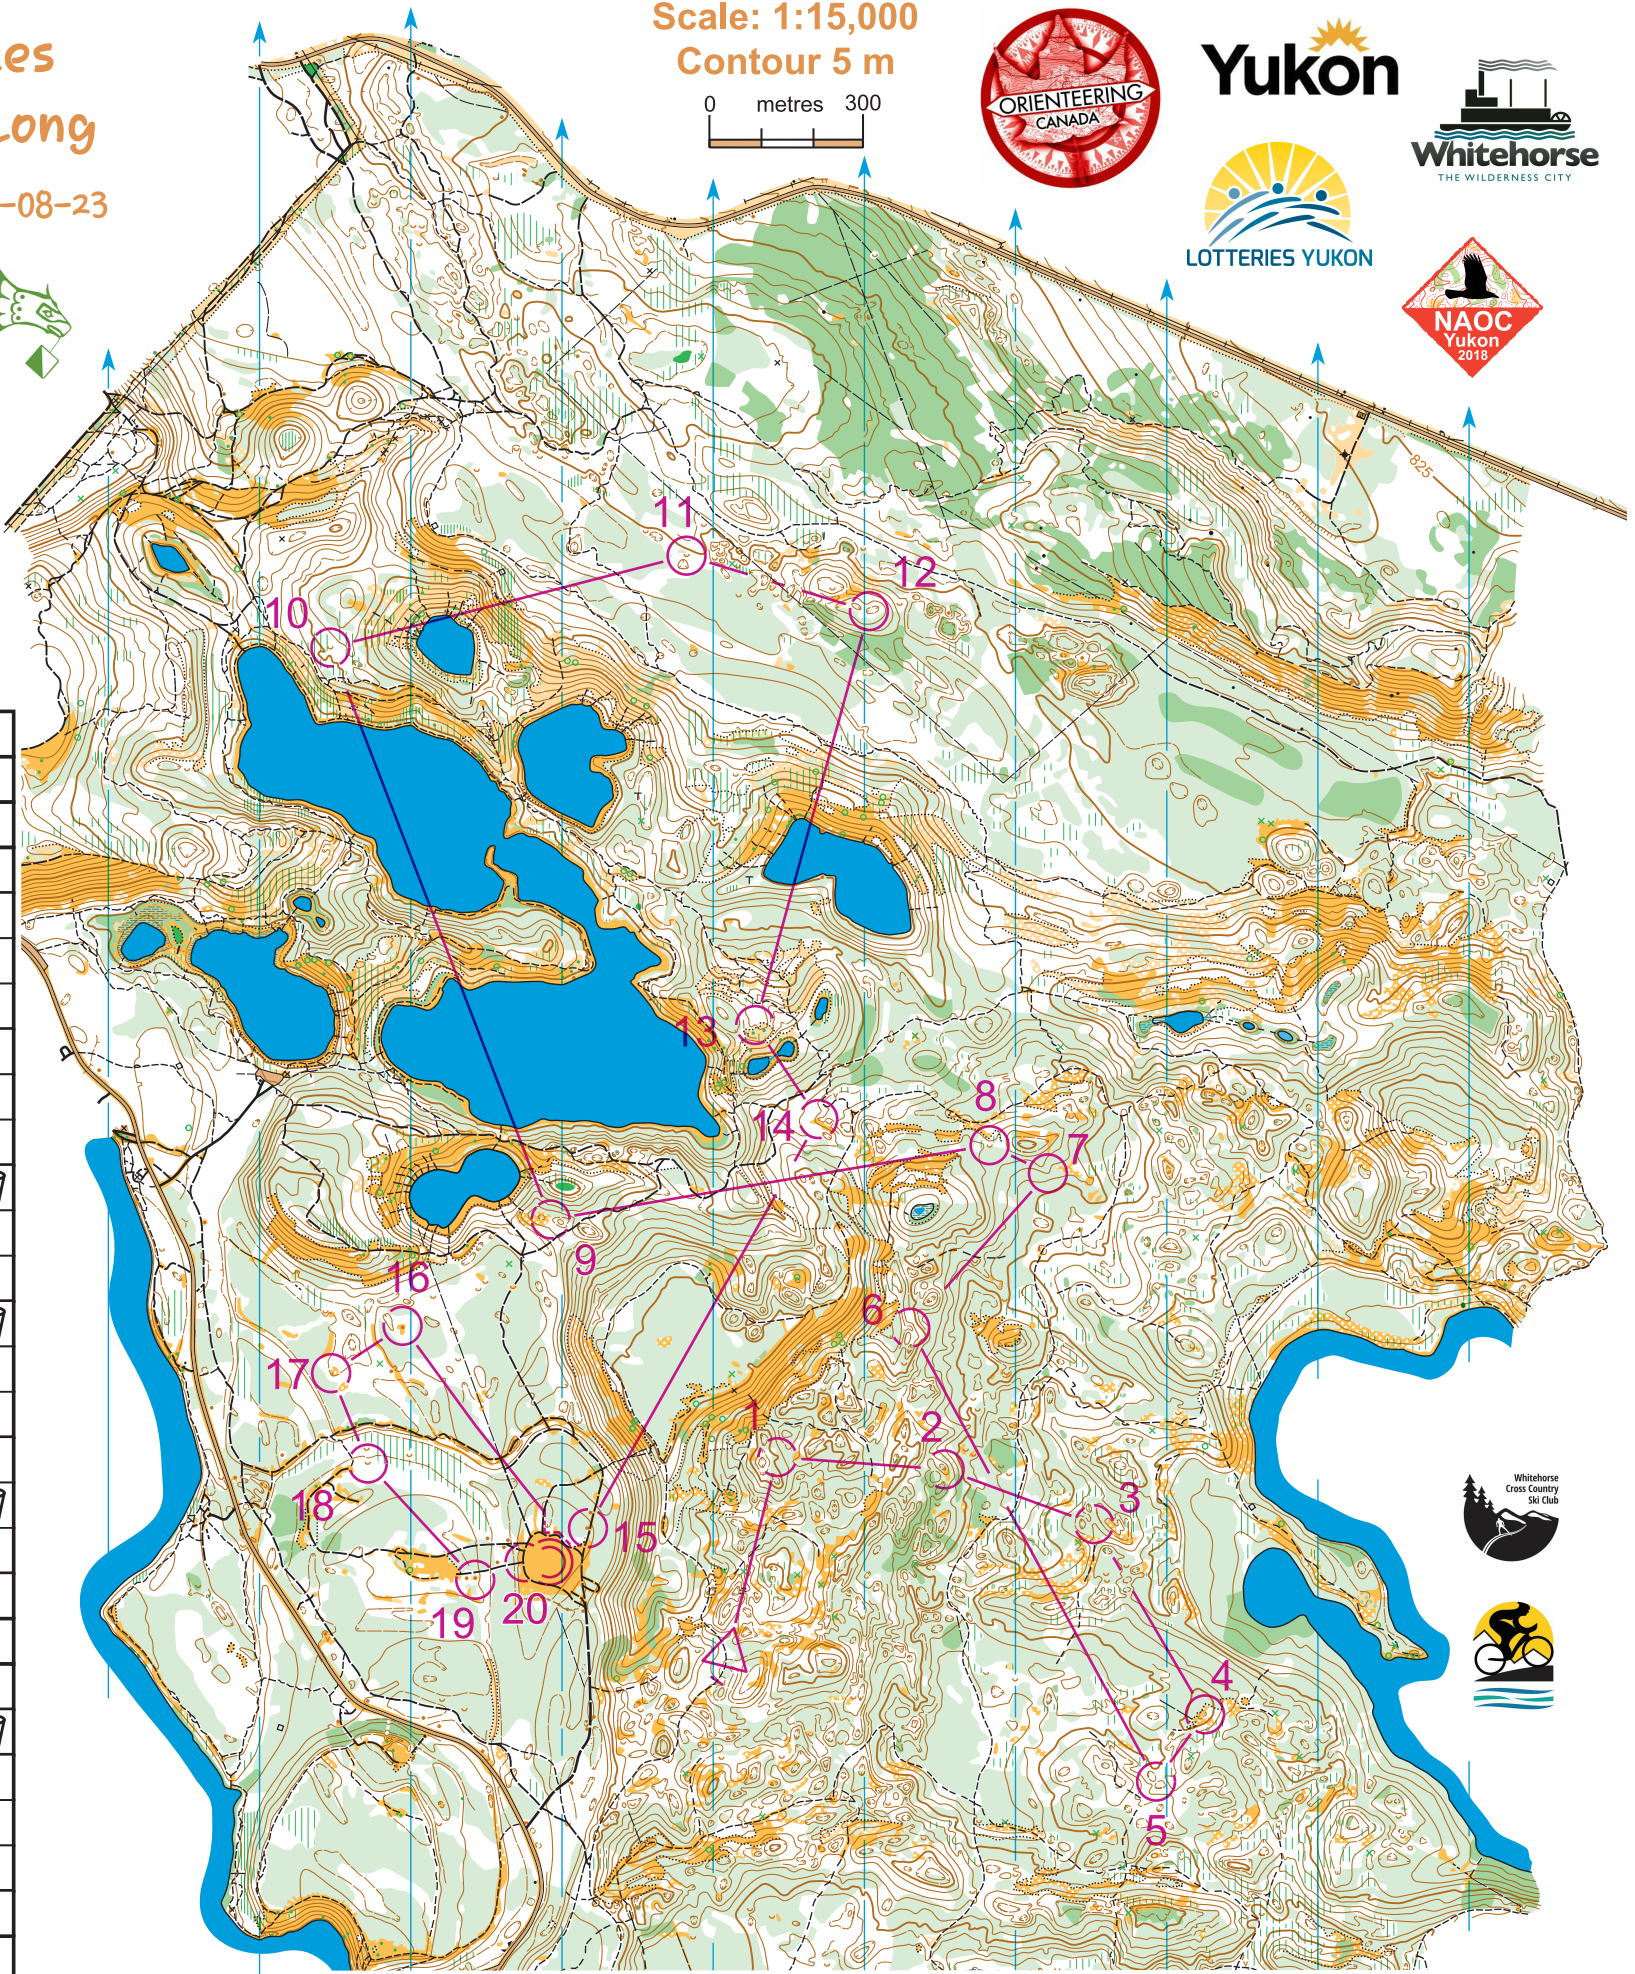 Scale: 1:15,000
Contour 5 m
0 metres 300
ong
-08-23
ORIENTEERING
CANADA
Yukon
Whitehorse
THE WILDERNESS CITY
LOTTERIES YUKON
NAOC
Yukon
2018
825
11
12
10
13
14
8
7
9
16
6
17
1
2
18
3
15
19
20
4
5
Whitehorse
Cross Country
Ski Club